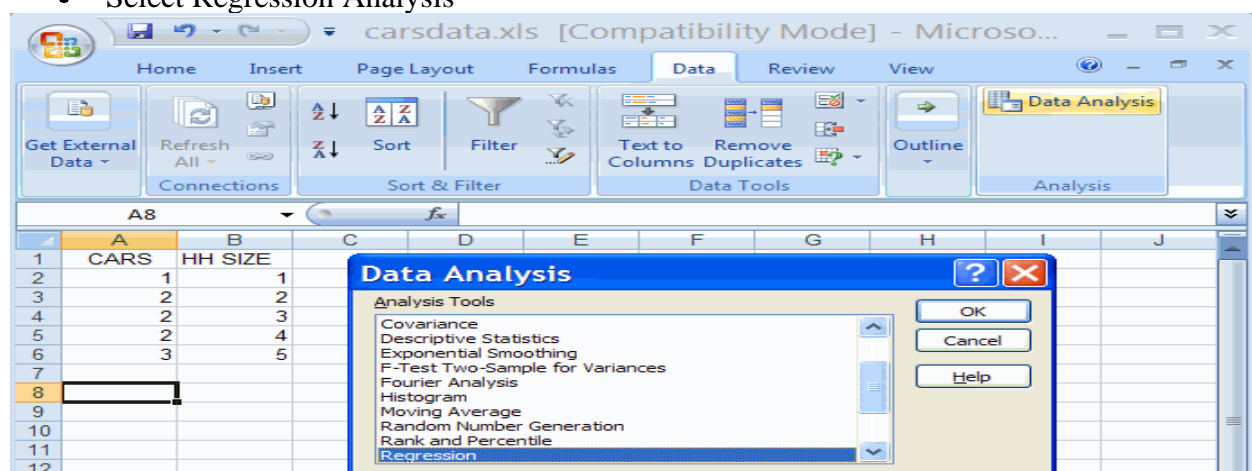 • Select Regression Analysis
carsdata.xls [Compatibility Mode] - Microso...
Home Insert Page Layout Formulas Data Review View
Get External Data
Refresh All
Connections
Sort
Filter
Sort & Filter
Text to Columns
Remove Duplicates
Data Tools
Outline
Data Analysis
Analysis
A8
fx
A B C D E F G H I J
1 CARS HH SIZE
2 1 1
3 2 2
4 2 3
5 2 4
6 3 5
7
8
9
10
11
12
Data Analysis
Analysis Tools
Covariance
Descriptive Statistics
Exponential Smoothing
F-Test Two-Sample for Variances
Fourier Analysis
Histogram
Moving Average
Random Number Generation
Rank and Percentile
Regression
OK
Cancel
Help